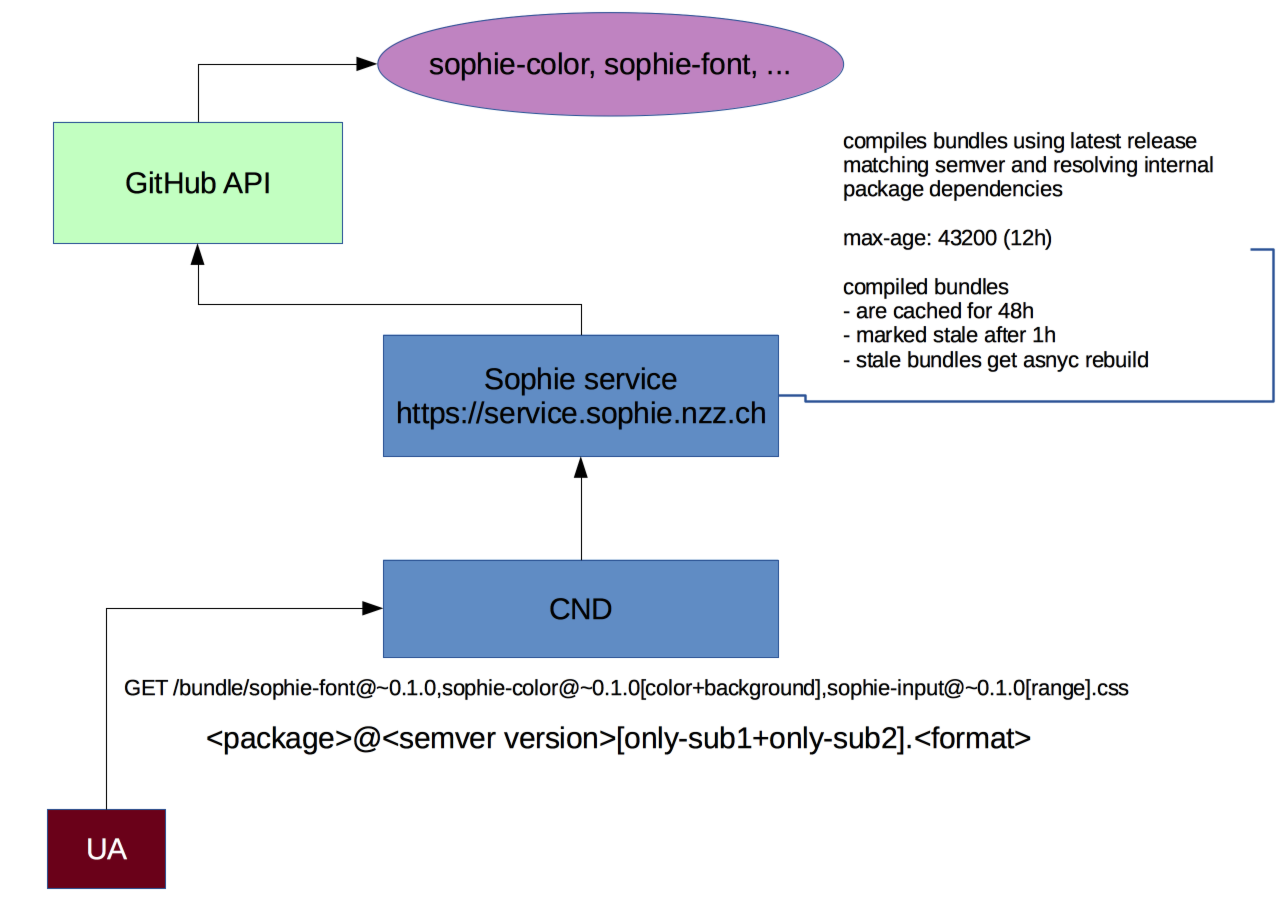 sophie-color, sophie-font, ...
GitHub API
compiles bundles using latest release
matching semver and resolving internal
package dependencies
max-age: 43200 (12h)
compiled bundles
- are cached for 48h
- marked stale after 1h
- stale bundles get asnyc rebuild
Sophie service
https://service.sophie.nzz.ch
CND
GET /bundle/sophie-font@~0.1.0,sophie-color@~0.1.0[color+background],sophie-input@~0.1.0[range].css
<package>@<semver version>[only-sub1+only-sub2].<format>
UA